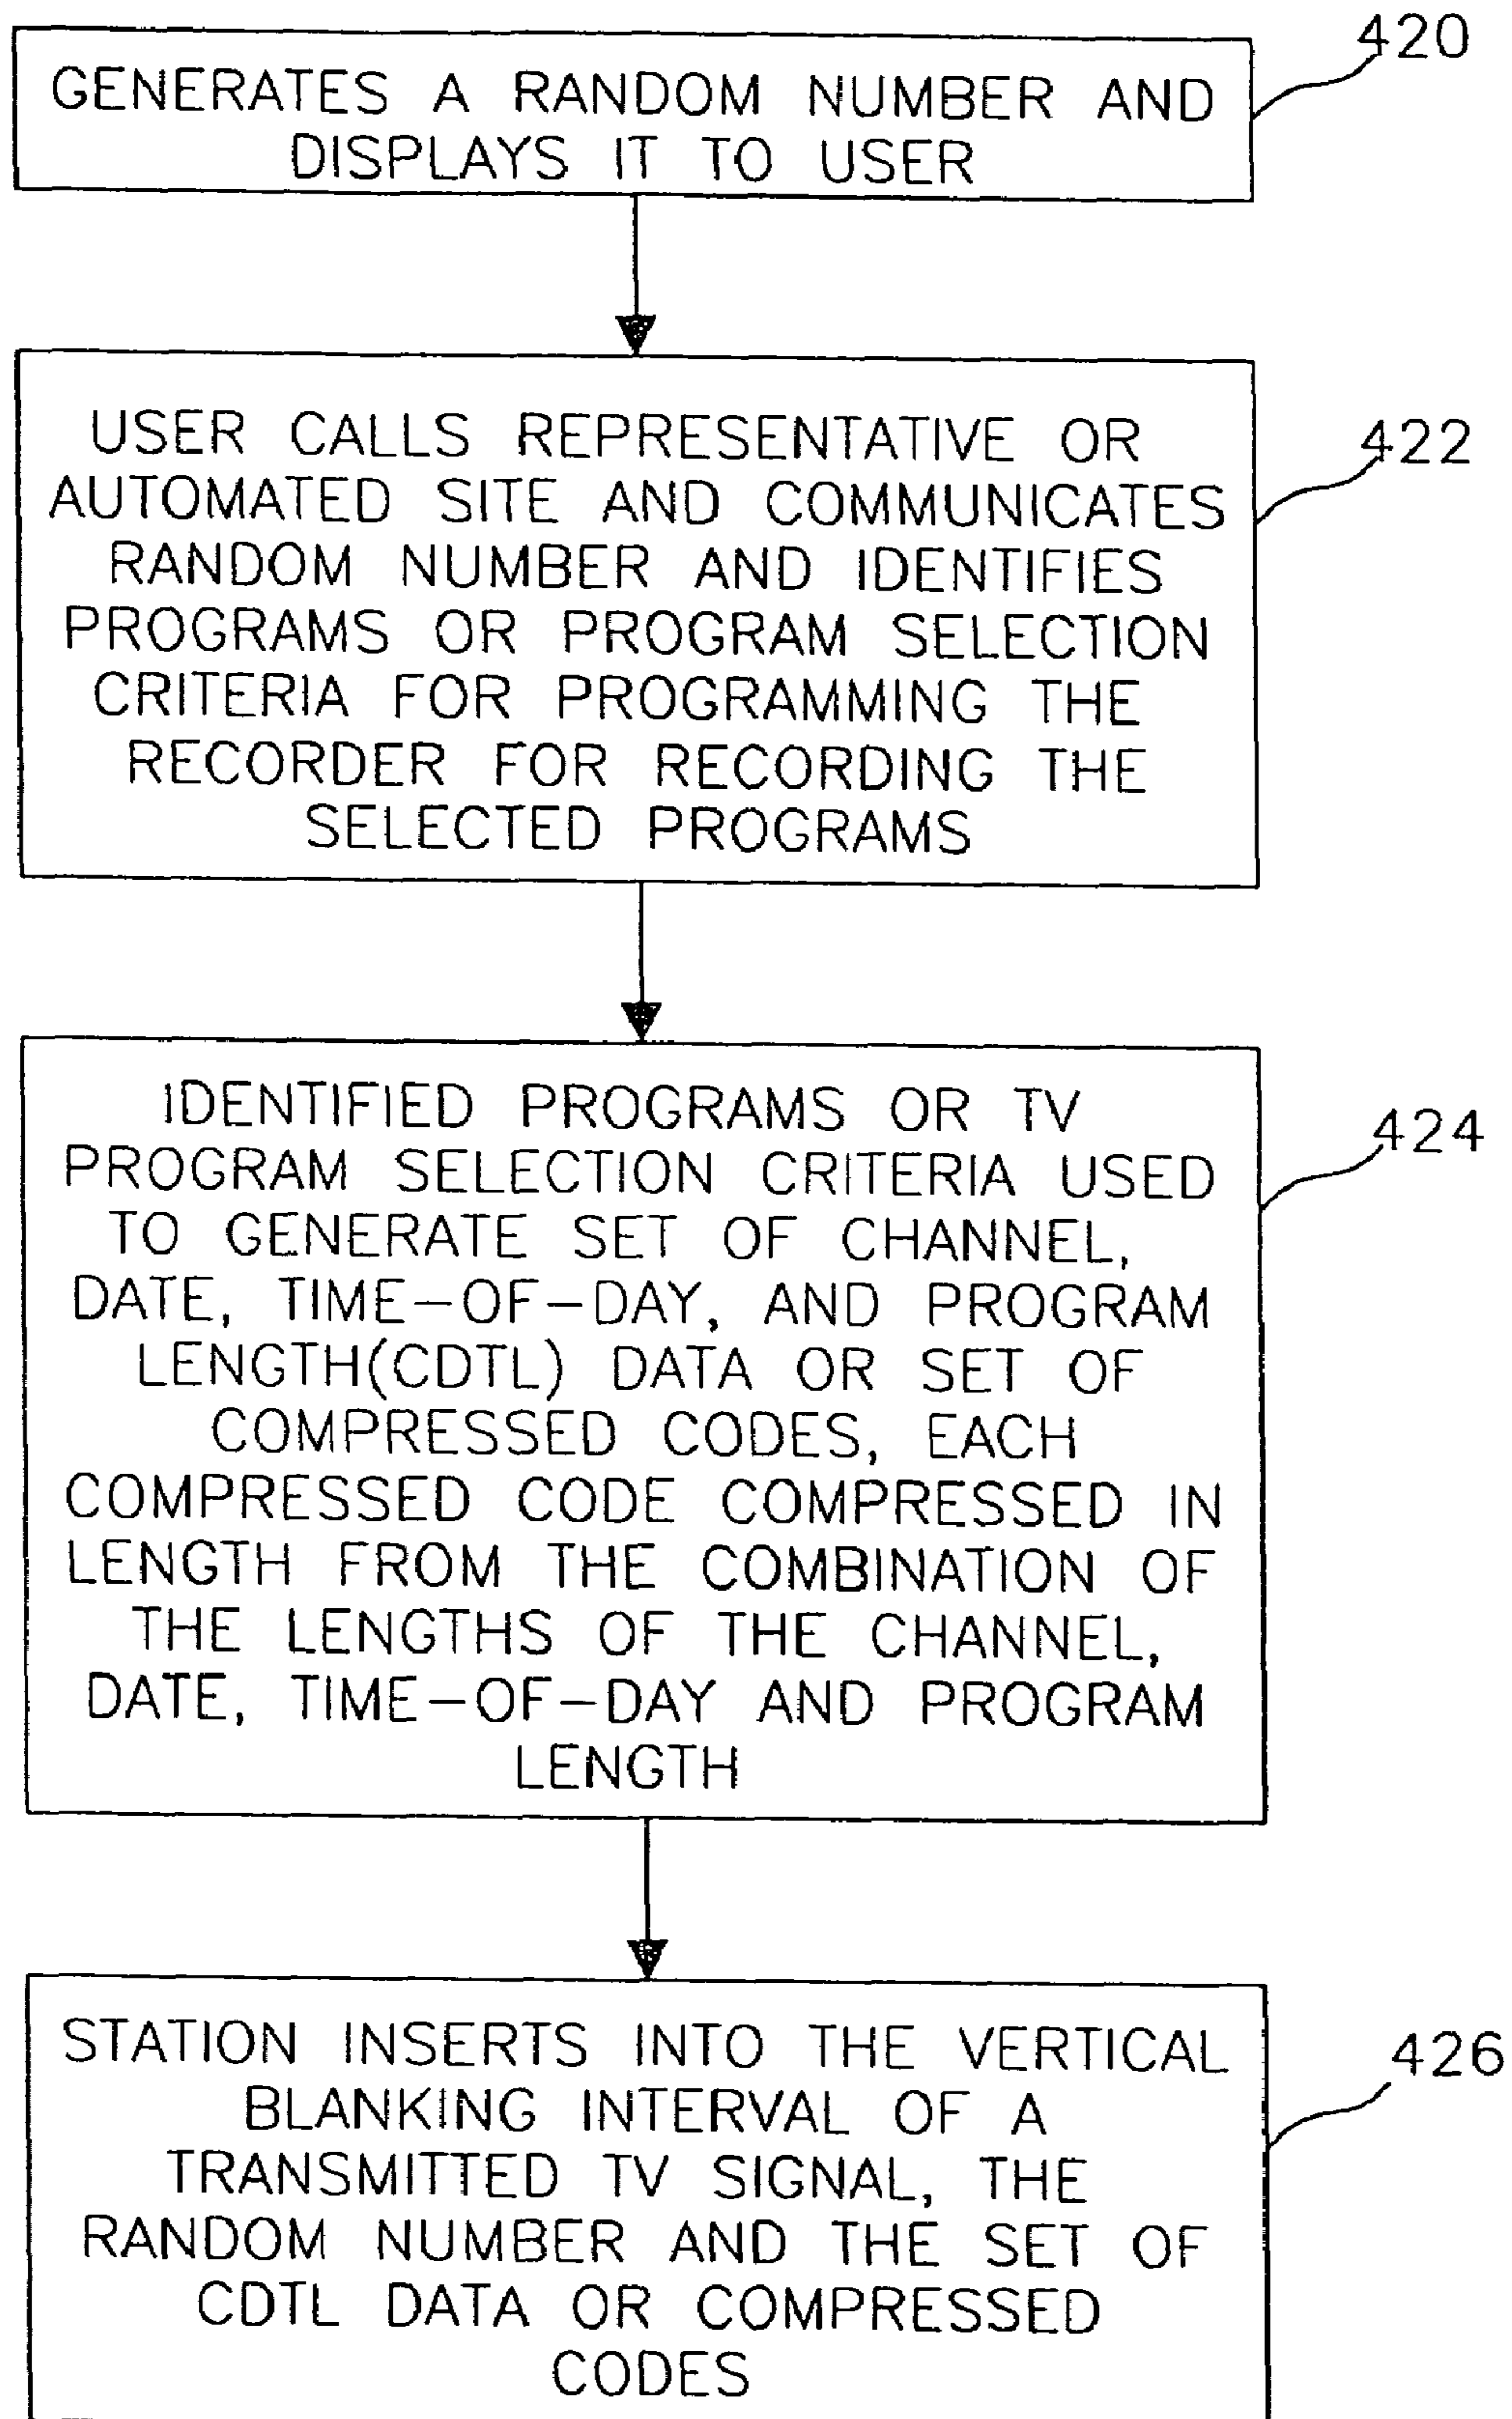 420
GENERATES A RANDOM NUMBER AND
DISPLAYS IT TO USER
422
USER CALLS REPRESENTATIVE OR
AUTOMATED SITE AND COMMUNICATES
RANDOM NUMBER AND IDENTIFIES
PROGRAMS OR PROGRAM SELECTION
CRITERIA FOR PROGRAMMING THE
RECORDER FOR RECORDING THE
SELECTED PROGRAMS
424
IDENTIFIED PROGRAMS OR TV
PROGRAM SELECTION CRITERIA USED
TO GENERATE SET OF CHANNEL,
DATE, TIME-OF-DAY, AND PROGRAM
LENGTH(CDTL) DATA OR SET OF
COMPRESSED CODES, EACH
COMPRESSED CODE COMPRESSED IN
LENGTH FROM THE COMBINATION OF
THE LENGTHS OF THE CHANNEL,
DATE, TIME-OF-DAY AND PROGRAM
LENGTH
426
STATION INSERTS INTO THE VERTICAL
BLANKING INTERVAL OF A
TRANSMITTED TV SIGNAL, THE
RANDOM NUMBER AND THE SET OF
CDTL DATA OR COMPRESSED
CODES